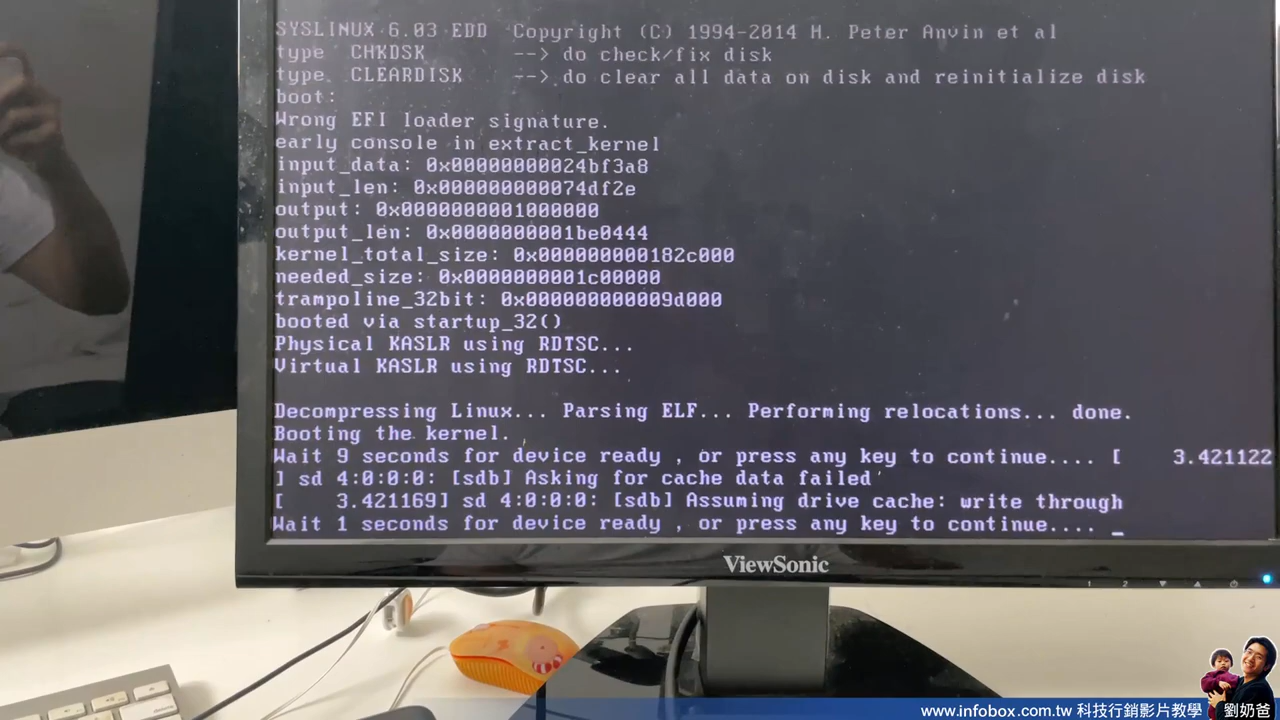 SYSLINUX 6.03 EDD Copyright (C) 1994-2014 H. Peter Anvin et al
type CHKDSK --> do check/fix disk
type CLEARDISK --> do clear all data on disk and reinitialize disk
boot:
Wrong EFI loader signature.
early console in extract_kernel
input_data: 0x00000000024bf3a8
input_len: 0x000000000074df2e
output: 0x0000000001000000
output_len: 0x0000000001be0444
kernel_total_size: 0x000000000182c000
needed_size: 0x0000000001c00000
trampoline_32bit: 0x000000000009d000
booted via startup_32()
Physical KASLR using RDTSC...
Virtual KASLR using RDTSC...
Decompressing Linux... Parsing ELF... Performing relocations... done.
Booting the kernel.
Wait 9 seconds for device ready , or press any key to continue.... [ 3.421122
] sd 4:0:0:0: [sdb] Asking for cache data failed
[ 3.421169] sd 4:0:0:0: [sdb] Assuming drive cache: write through
Wait 1 seconds for device ready , or press any key to continue.... _
ViewSonic
1 2
delete
www.infobox.com.tw 科技行銷影片教學 劉奶爸